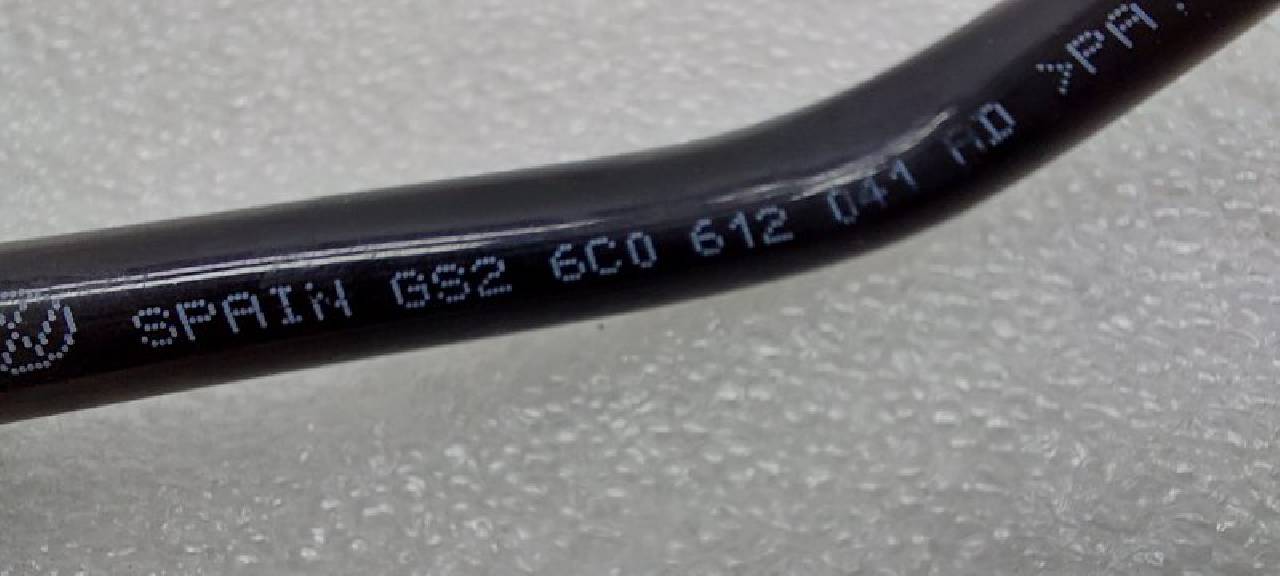 SPAIN GS2 6C0 612 041 AD >PA